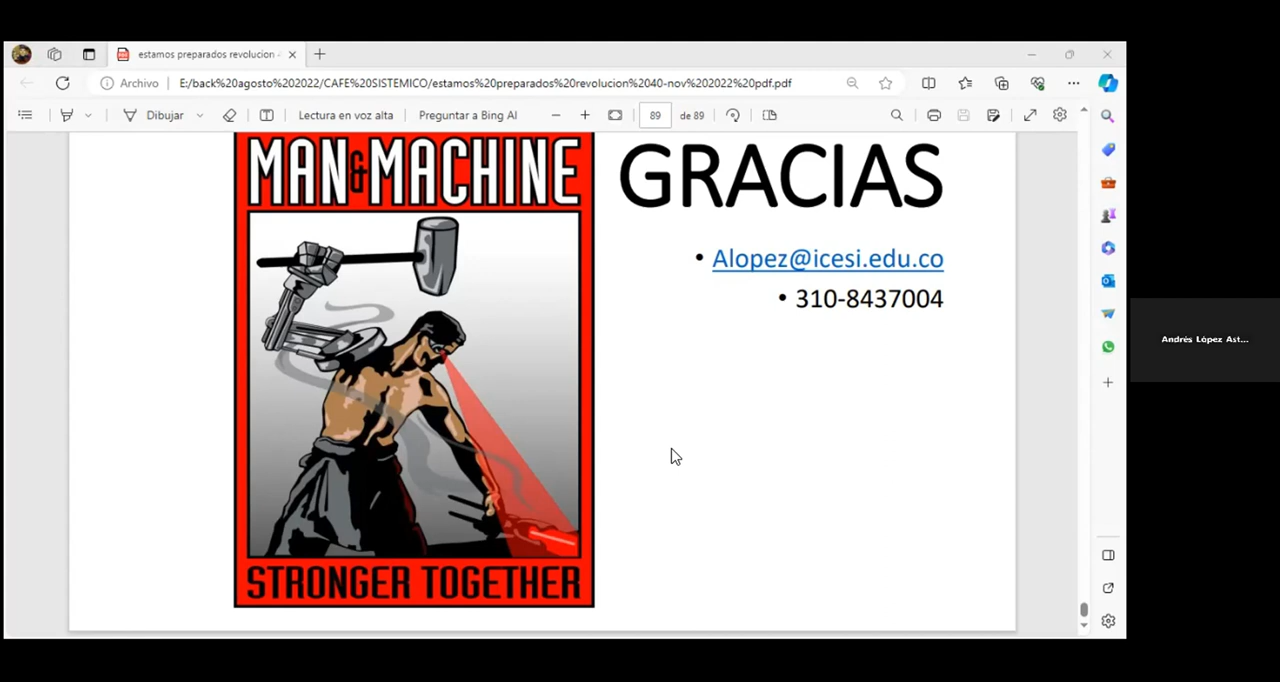 estamos preparados revolucion -
Archivo
E:/back%20agosto%202022/CAFE%20SISTEMICO/estamos%20preparados%20revolucion%2040-nov%202022%20pdf.pdf
Dibujar
Lectura en voz alta
Preguntar a Bing AI
89
de 89
MAN & MACHINE
GRACIAS
• Alopez@icesi.edu.co
• 310-8437004
Andrés López Ast...
STRONGER TOGETHER